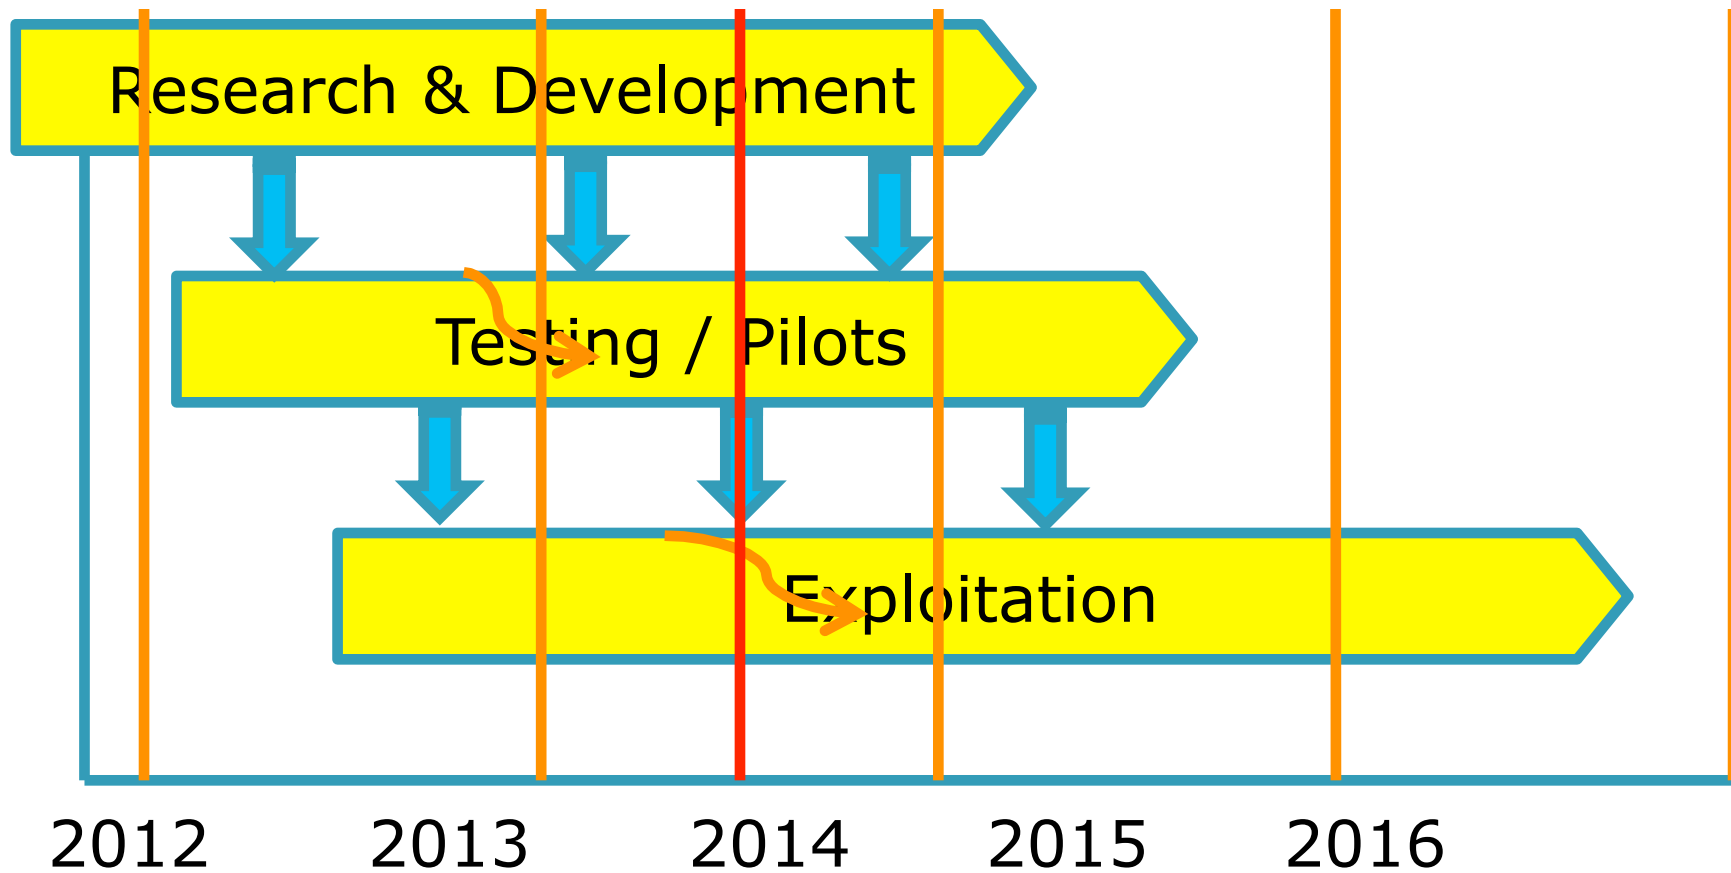 Research & Development
Testing / Pilots
Exploitation
2012 2013 2014 2015 2016